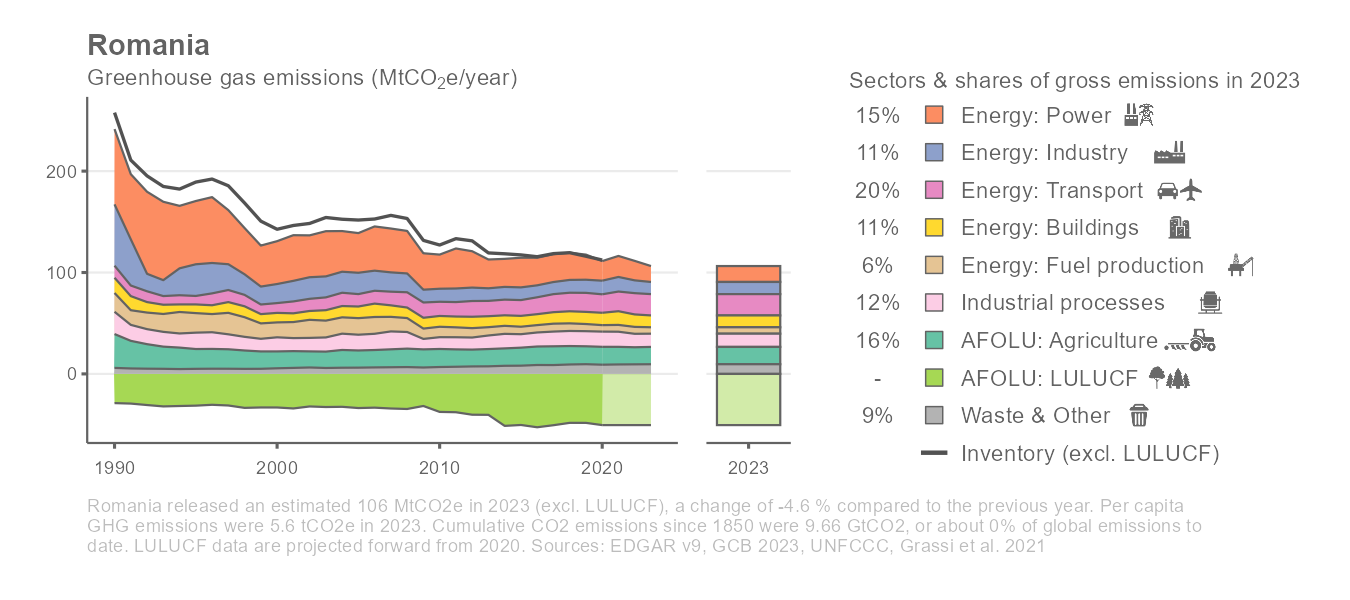 Romania
Greenhouse gas emissions (MtCO₂e/year)
200
100
0
1990
2000
2010
2020
2023
Sectors & shares of gross emissions in 2023
15% Energy: Power
11% Energy: Industry
20% Energy: Transport
11% Energy: Buildings
6% Energy: Fuel production
12% Industrial processes
16% AFOLU: Agriculture
- AFOLU: LULUCF
9% Waste & Other
Inventory (excl. LULUCF)
Romania released an estimated 106 MtCO2e in 2023 (excl. LULUCF), a change of -4.6 % compared to the previous year. Per capita
GHG emissions were 5.6 tCO2e in 2023. Cumulative CO2 emissions since 1850 were 9.66 GtCO2, or about 0% of global emissions to
date. LULUCF data are projected forward from 2020. Sources: EDGAR v9, GCB 2023, UNFCCC, Grassi et al. 2021